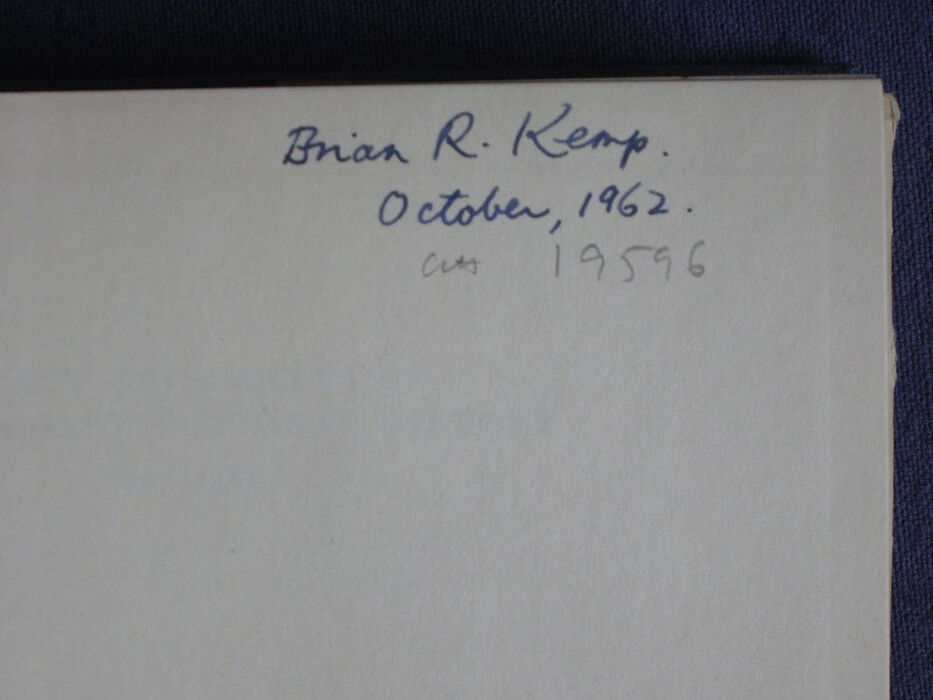 Brian R. Kemp.
October, 1962.
19596